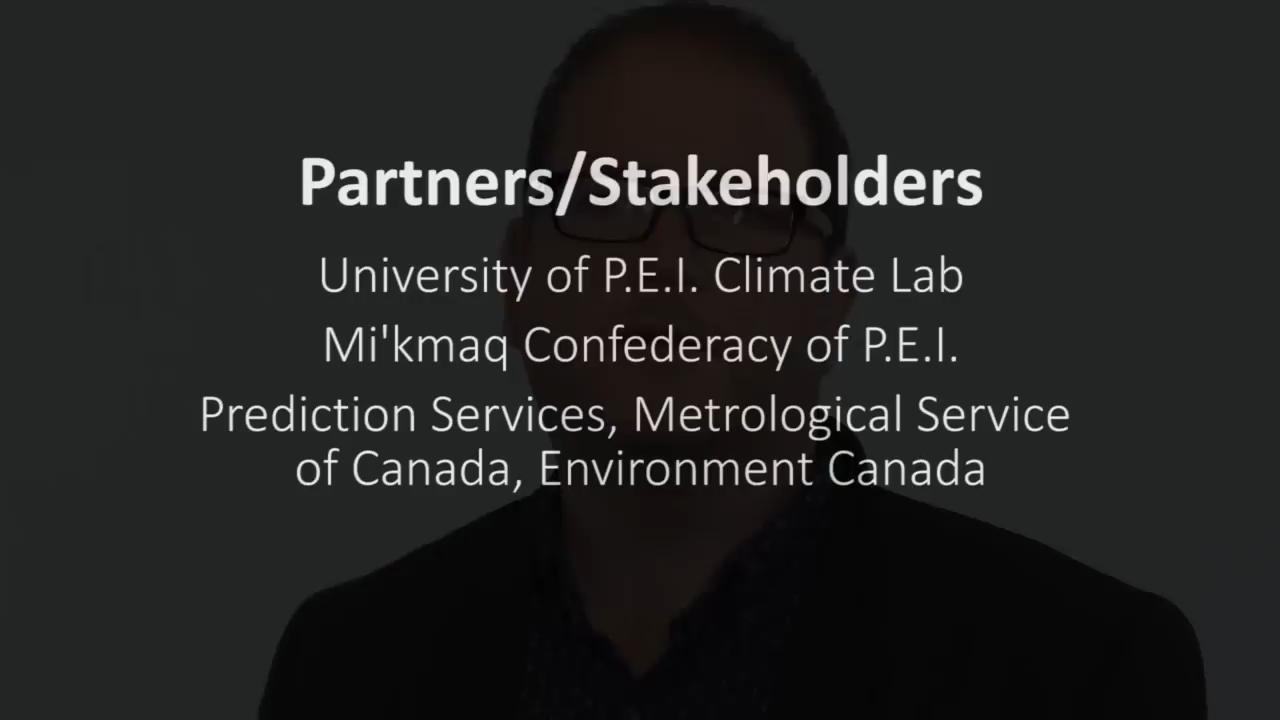 Partners/Stakeholders
University of P.E.I. Climate Lab
Mi'kmaq Confederacy of P.E.I.
Prediction Services, Metrological Service
of Canada, Environment Canada